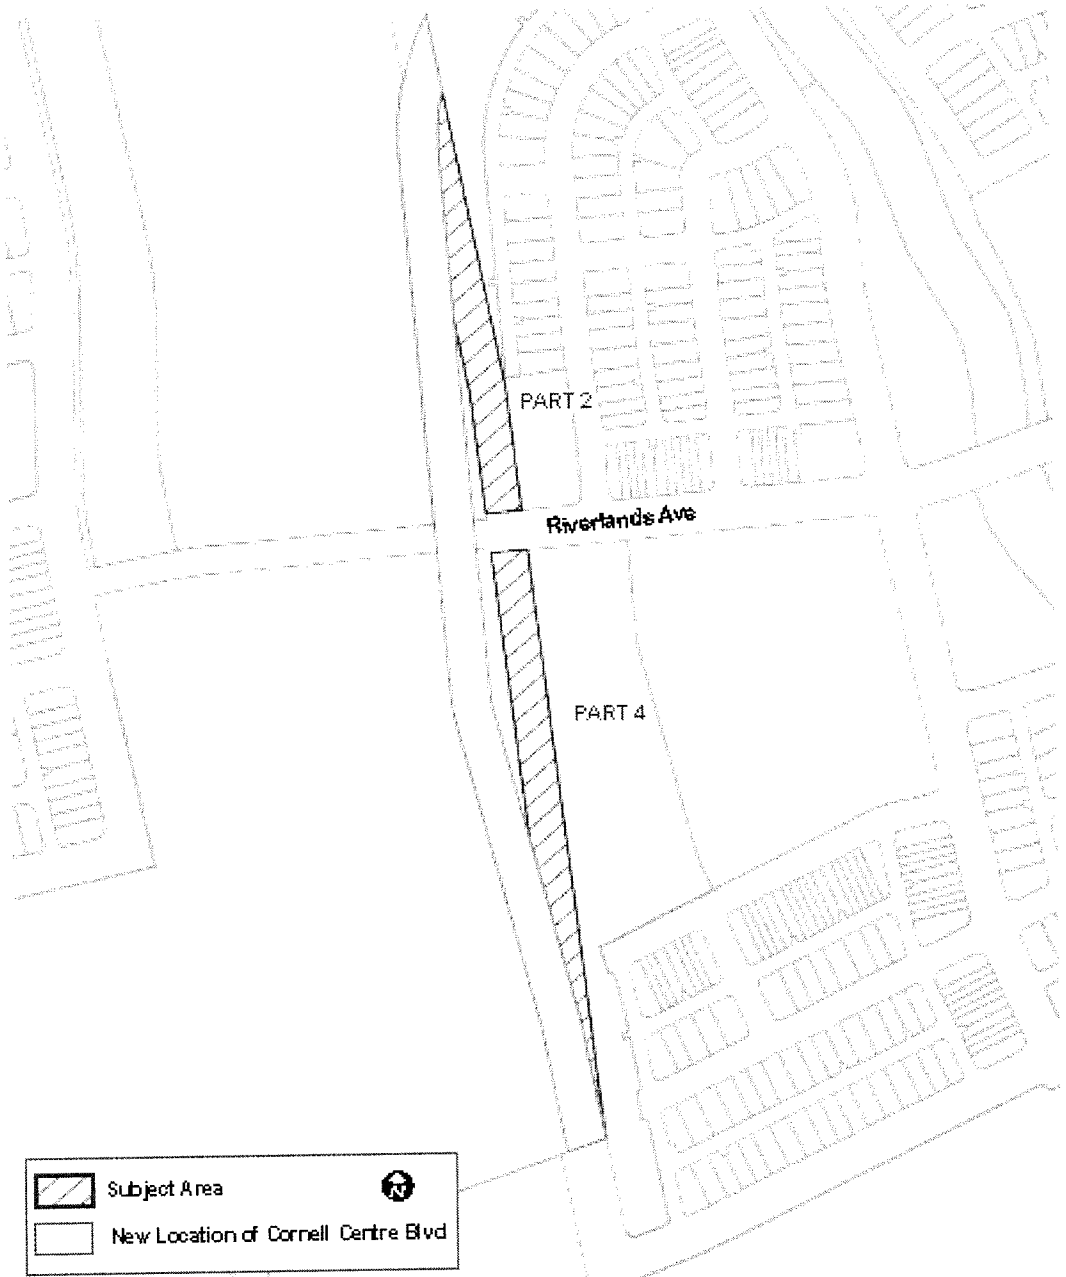 PART 2
Riverlands Ave
PART 4
Subject Area
N
New Location of Cornell Centre Blvd